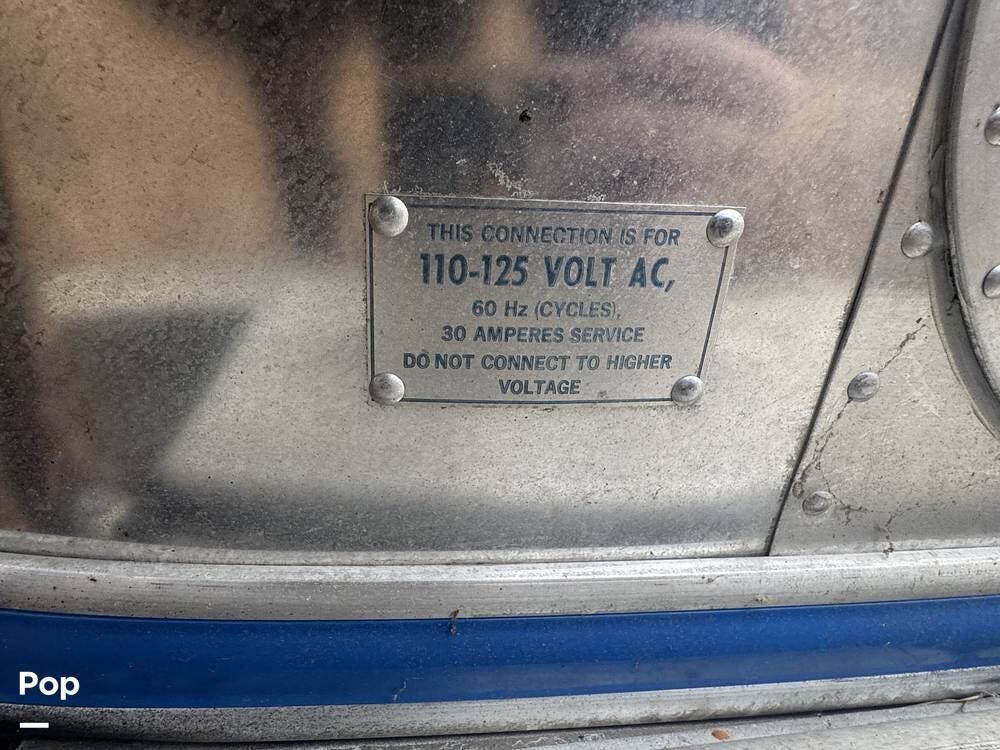 THIS CONNECTION IS FOR
110-125 VOLT AC,
60 Hz (CYCLES),
30 AMPERES SERVICE
DO NOT CONNECT TO HIGHER
VOLTAGE
Pop